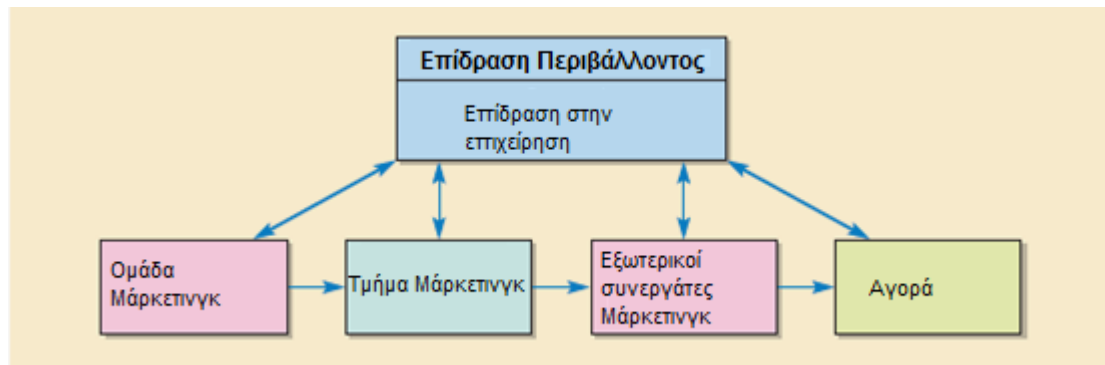 Επίδραση Περιβάλλοντος
Επίδραση στην
επιχείρηση
Ομάδα
Μάρκετινγκ
Τμήμα Μάρκετινγκ
Εξωτερικοί
συνεργάτες
Μάρκετινγκ
Αγορά